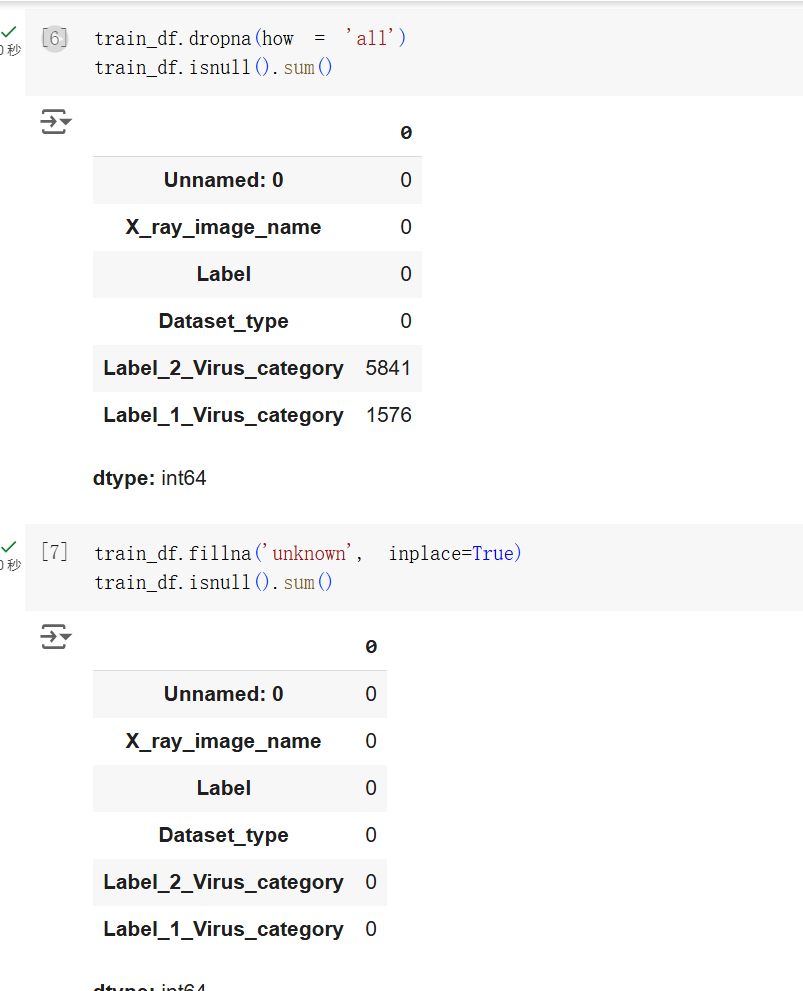 [6] train_df.dropna(how = 'all')
0 秒 train_df.isnull().sum()
0
Unnamed: 0 0
X_ray_image_name 0
Label 0
Dataset_type 0
Label_2_Virus_category 5841
Label_1_Virus_category 1576
dtype: int64
[7] train_df.fillna('unknown', inplace=True)
0 秒 train_df.isnull().sum()
0
Unnamed: 0 0
X_ray_image_name 0
Label 0
Dataset_type 0
Label_2_Virus_category 0
Label_1_Virus_category 0
dtype: int64